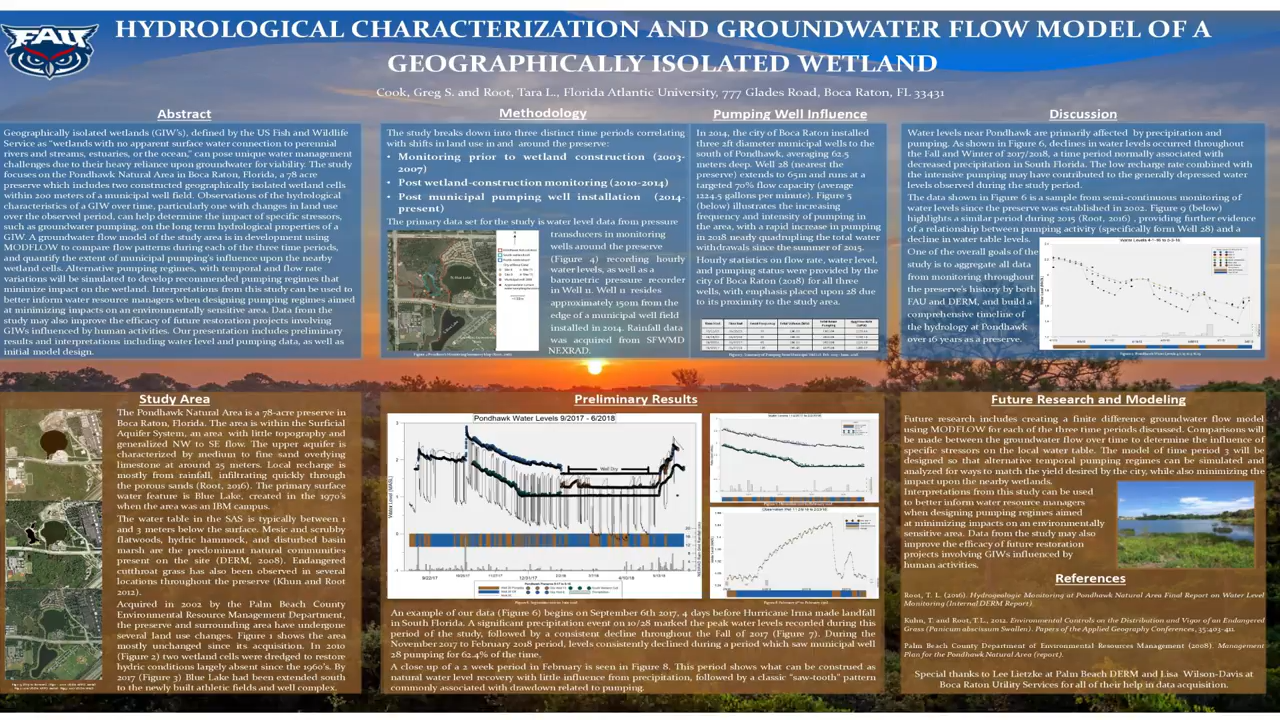 FAU
HYDROLOGICAL CHARACTERIZATION AND GROUNDWATER FLOW MODEL OF A
GEOGRAPHICALLY ISOLATED WETLAND
Cook, Greg S. and Root, Tara L., Florida Atlantic University, 777 Glades Road, Boca Raton, FL 33431
Abstract
Geographically isolated wetlands (GIW's), defined by the US Fish and Wildlife
Service as "wetlands with no apparent surface water connection to perennial
rivers and streams, estuaries, or the ocean," can pose unique water management
challenges due to their heavy reliance upon groundwater for viability. The study
focuses on the Pondhawk Natural Area in Boca Raton, Florida, a 78 acre
preserve which includes two constructed geographically isolated wetland cells
within 200 meters of a municipal well field. Observations of the hydrological
characteristics of a GIW over time, particularly one with changes in land use
over the observed period, can help determine the impact of specific stressors,
such as groundwater pumping, on the long term hydrological properties of a
GIW. A groundwater flow model of the study area is in development using
MODFLOW to compare flow patterns during each of the three time periods,
and quantify the extent of municipal pumping's influence upon the nearby
wetland cells. Alternative pumping regimes, with temporal and flow rate
variations will be simulated to develop recommended pumping regimes that
minimize impact on the wetland. Interpretations from this study can be used to
better inform water resource managers when designing pumping regimes aimed
at minimizing impacts on an environmentally sensitive area. Data from the
study may also improve the efficacy of future restoration projects involving
GIWs influenced by human activities. Our presentation includes preliminary
results and interpretations including water level and pumping data, as well as
initial model design.
Methodology
The study breaks down into three distinct time periods correlating
with shifts in land use in and around the preserve:
• Monitoring prior to wetland construction (2003-
2007)
• Post wetland-construction monitoring (2010-2014)
• Post municipal pumping well installation (2014-
present)
The primary data set for the study is water level data from pressure
transducers in monitoring
wells around the preserve
(Figure 4) recording hourly
water levels, as well as a
barometric pressure recorder
in Well 11. Well 11 resides
approximately 150m from the
edge of a municipal well field
installed in 2014. Rainfall data
was acquired from SFWMD
NEXRAD.
Pumping Well Influence
In 2014, the city of Boca Raton installed
three 2ft diameter municipal wells to the
south of Pondhawk, averaging 62.5
meters deep. Well 28 (nearest the
preserve) extends to 65m and runs at a
targeted 70% flow capacity (average
1224.5 gallons per minute). Figure 5
(below) illustrates the increasing
frequency and intensity of pumping in
the area, with a rapid increase in pumping
in 2018 nearly quadrupling the total water
withdrawals since the summer of 2015.
Hourly statistics on flow rate, water level,
and pumping status were provided by the
city of Boca Raton (2018) for all three
wells, with emphasis placed upon 28 due
to its proximity to the study area.
Discussion
Water levels near Pondhawk are primarily affected by precipitation and
pumping. As shown in Figure 6, declines in water levels occurred throughout
the Fall and Winter of 2017/2018, a time period normally associated with
decreased precipitation in South Florida. The low recharge rate combined with
the intensive pumping may have contributed to the generally depressed water
levels observed during the study period.
The data shown in Figure 6 is a sample from semi-continuous monitoring of
water levels since the preserve was established in 2002. Figure 9 (below)
highlights a similar period during 2015 (Root, 2016) , providing further evidence
of a relationship between pumping activity (specifically form Well 28) and a
decline in water table levels.
One of the overall goals of the
study is to aggregate all data
from monitoring throughout
the preserve's history by both
FAU and DERM, and build a
comprehensive timeline of
the hydrology at Pondhawk
over 16 years as a preserve.
Study Area
The Pondhawk Natural Area is a 78-acre preserve in
Boca Raton, Florida. The area is within the Surficial
Aquifer System, an area with little topography and
generalized NW to SE flow. The upper aquifer is
characterized by medium to fine sand overlying
limestone at around 25 meters. Local recharge is
mostly from rainfall, infiltrating quickly through
the porous sands (Root, 2016). The primary surface
water feature is Blue Lake, created in the 1970's
when the area was an IBM campus.
The water table in the SAS is typically between 1
and 3 meters below the surface. Mesic and scrubby
flatwoods, hydric hammock, and disturbed basin
marsh are the predominant natural communities
present on the site (DERM, 2008). Endangered
cutthroat grass has also been observed in several
locations throughout the preserve (Khun and Root
2012).
Acquired in 2002 by the Palm Beach County
Environmental Resource Management Department,
the preserve and surrounding area have undergone
several land use changes. Figure 1 shows the area
mostly unchanged since its acquisition. In 2010
(Figure 2) two wetland cells were dredged to restore
hydric conditions largely absent since the 1960's. By
2017 (Figure 3) Blue Lake had been extended south
to the newly built athletic fields and well complex.
Preliminary Results
Pondhawk Water Levels 9/2017 - 6/2018
Well Dry
An example of our data (Figure 6) begins on September 6th 2017, 4 days before Hurricane Irma made landfall
in South Florida. A significant precipitation event on 10/28 marked the peak water levels recorded during this
period of the study, followed by a consistent decline throughout the Fall of 2017 (Figure 7). During the
November 2017 to February 2018 period, levels consistently declined during a period which saw municipal well
28 pumping for 62.4% of the time.
A close up of a 2 week period in February is seen in Figure 8. This period shows what can be construed as
natural water level recovery with little influence from precipitation, followed by a classic "saw-tooth" pattern
commonly associated with drawdown related to pumping.
Future Research and Modeling
Future research includes creating a finite difference groundwater flow model
using MODFLOW for each of the three time periods discussed. Comparisons will
be made between the groundwater flow over time to determine the influence of
specific stressors on the local water table. The model of time period 3 will be
designed so that alternative temporal pumping regimes can be simulated and
analyzed for ways to match the yield desired by the city, while also minimizing the
impact upon the nearby wetlands.
Interpretations from this study can be used
to better inform water resource managers
when designing pumping regimes aimed
at minimizing impacts on an environmentally
sensitive area. Data from the study may also
improve the efficacy of future restoration
projects involving GIWs influenced by
human activities.
References
Root, T. L. (2016). Hydrogeologic Monitoring at Pondhawk Natural Area Final Report on Water Level
Monitoring (Internal DERM Report).
Kuhn, T. and Root, T.L., 2012. Environmental Controls on the Distribution and Vigor of an Endangered
Grass (Panicum abscissum Swallen). Papers of the Applied Geography Conferences, 35:403-411.
Palm Beach County Department of Environmental Resources Management (2008). Management
Plan for the Pondhawk Natural Area (report).
Special thanks to Lee Lietzke at Palm Beach DERM and Lisa Wilson-Davis at
Boca Raton Utility Services for all of their help in data acquisition.